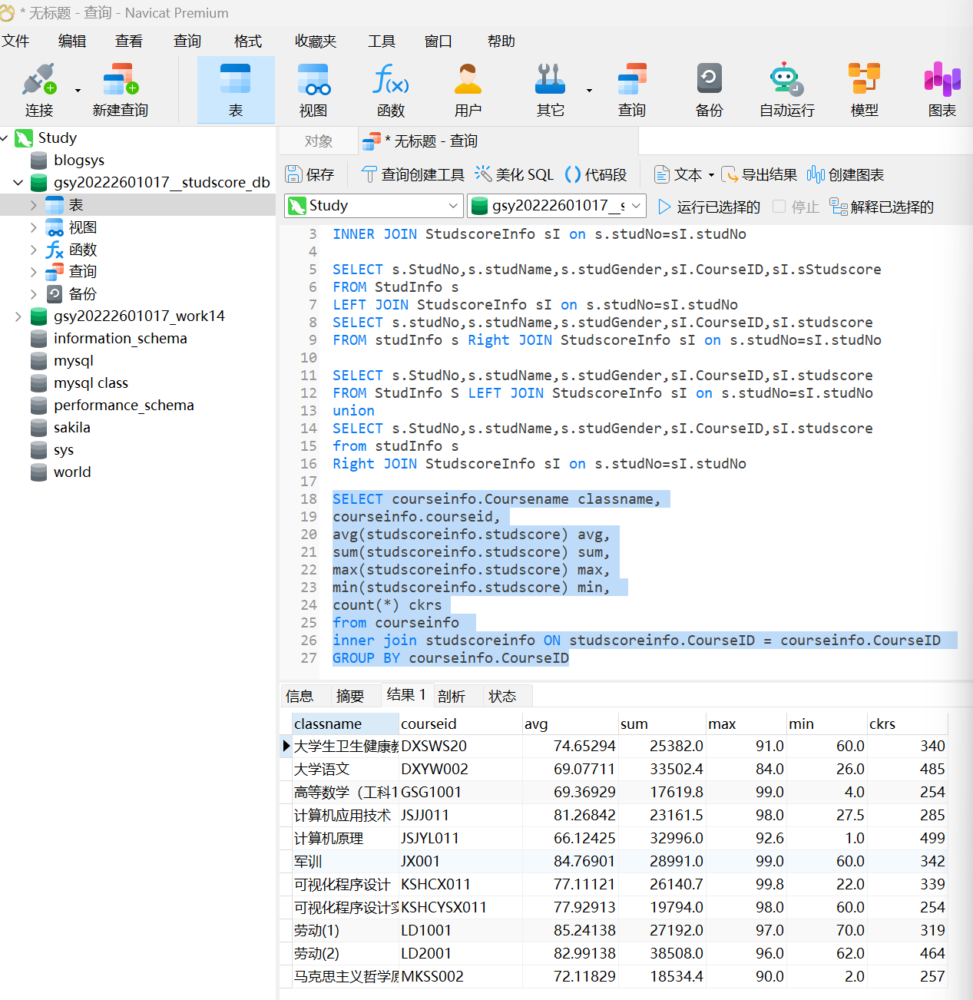 * 无标题 - 查询 - Navicat Premium
文件 编辑 查看 查询 格式 收藏夹 工具 窗口 帮助
连接 新建查询 表 视图 函数 用户 其它 查询 备份 自动运行 模型 图表
Study
blogsys
gsy20222601017__studscore_db
表
视图
函数
查询
备份
gsy20222601017_work14
information_schema
mysql
mysql class
performance_schema
sakila
sys
world
对象 * 无标题 - 查询
保存 查询创建工具 美化 SQL 代码段 文本 导出结果 创建图表
Study gsy20222601017__s 运行已选择的 停止 解释已选择的
3 INNER JOIN StudscoreInfo sI on s.studNo=sI.studNo
4
5 SELECT s.StudNo,s.studName,s.studGender,sI.CourseID,sI.sStudscore
6 FROM StudInfo s
7 LEFT JOIN StudscoreInfo sI on s.studNo=sI.studNo
8 SELECT s.studNo,s.studName,s.studGender,sI.CourseID,sI.studscore
9 FROM studInfo s Right JOIN StudscoreInfo sI on s.studNo=sI.studNo
10
11 SELECT s.StudNo,s.studName,s.studGender,sI.CourseID,sI.studscore
12 FROM StudInfo S LEFT JOIN StudscoreInfo sI on s.studNo=sI.studNo
13 union
14 SELECT s.StudNo,s.studName,s.studGender,sI.CourseID,sI.studscore
15 from studInfo s
16 Right JOIN StudscoreInfo sI on s.studNo=sI.studNo
17
18 SELECT courseinfo.Coursename classname,
19 courseinfo.courseid,
20 avg(studscoreinfo.studscore) avg,
21 sum(studscoreinfo.studscore) sum,
22 max(studscoreinfo.studscore) max,
23 min(studscoreinfo.studscore) min,
24 count(*) ckrs
25 from courseinfo
26 inner join studscoreinfo ON studscoreinfo.CourseID = courseinfo.CourseID
27 GROUP BY courseinfo.CourseID
信息 摘要 结果 1 剖析 状态
classname courseid avg sum max min ckrs
大学生卫生健康教 DXSWS20 74.65294 25382.0 91.0 60.0 340
大学语文 DXYW002 69.07711 33502.4 84.0 26.0 485
高等数学（工科1 GSG1001 69.36929 17619.8 99.0 4.0 254
计算机应用技术 JSJJ011 81.26842 23161.5 98.0 27.5 285
计算机原理 JSJYL011 66.12425 32996.0 92.6 1.0 499
军训 JX001 84.76901 28991.0 99.0 60.0 342
可视化程序设计 KSHCX011 77.11121 26140.7 99.8 22.0 339
可视化程序设计实 KSHCYSX011 77.92913 19794.0 98.0 60.0 254
劳动(1) LD1001 85.24138 27192.0 97.0 70.0 319
劳动(2) LD2001 82.99138 38508.0 96.0 62.0 464
马克思主义哲学原 MKSS002 72.11829 18534.4 90.0 2.0 257